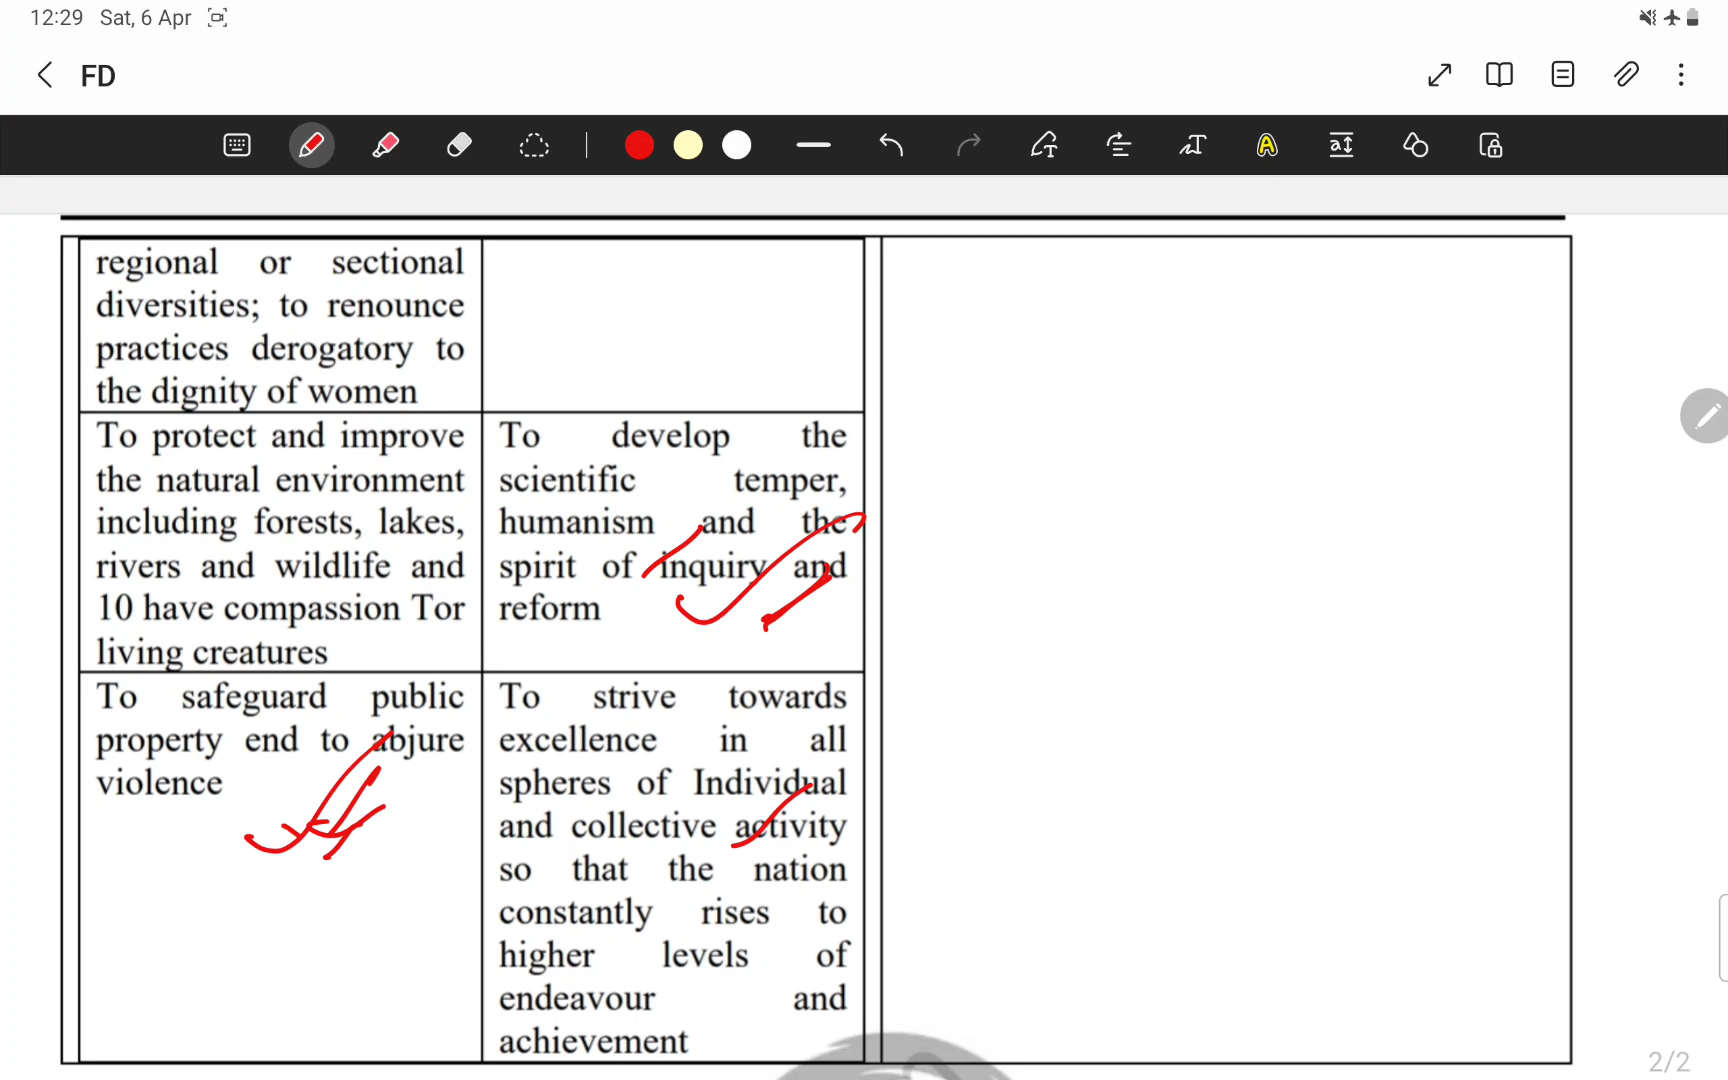 12:29 Sat, 6 Apr
FD
regional or sectional
diversities; to renounce
practices derogatory to
the dignity of women
To protect and improve
the natural environment
including forests, lakes,
rivers and wildlife and
10 have compassion Tor
living creatures
To develop the
scientific temper,
humanism and the
spirit of inquiry and
reform
To safeguard public
property end to abjure
violence
To strive towards
excellence in all
spheres of Individual
and collective activity
so that the nation
constantly rises to
higher levels of
endeavour and
achievement
2/2